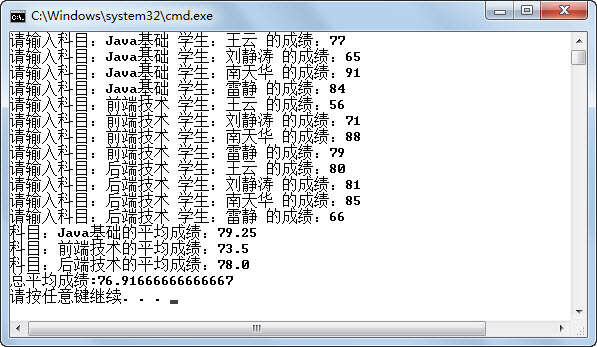 C:\Windows\system32\cmd.exe
请输入科目：Java基础 学生：王云 的成绩：77
请输入科目：Java基础 学生：刘静涛 的成绩：65
请输入科目：Java基础 学生：南天华 的成绩：91
请输入科目：Java基础 学生：雷静 的成绩：84
请输入科目：前端技术 学生：王云 的成绩：56
请输入科目：前端技术 学生：刘静涛 的成绩：71
请输入科目：前端技术 学生：南天华 的成绩：88
请输入科目：前端技术 学生：雷静 的成绩：79
请输入科目：后端技术 学生：王云 的成绩：80
请输入科目：后端技术 学生：刘静涛 的成绩：81
请输入科目：后端技术 学生：南天华 的成绩：85
请输入科目：后端技术 学生：雷静 的成绩：66
科目：Java基础的平均成绩：79.25
科目：前端技术的平均成绩：73.5
科目：后端技术的平均成绩：78.0
总平均成绩:76.91666666666667
请按任意键继续. . .